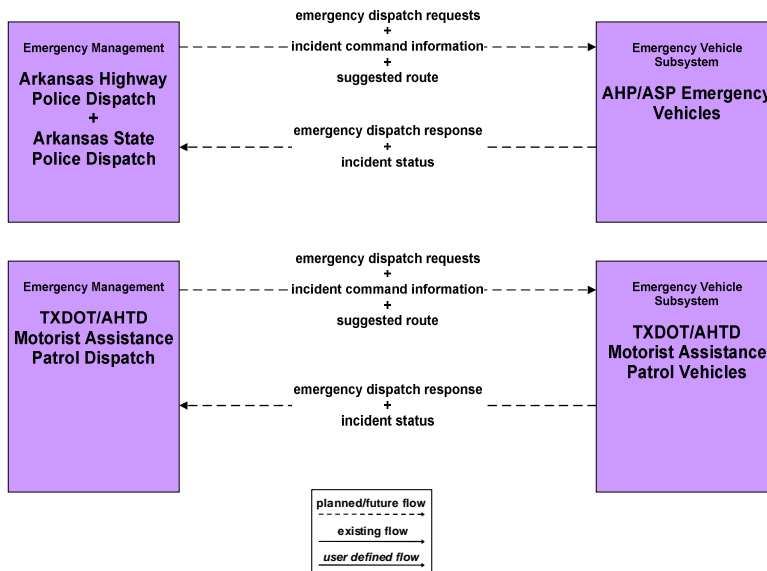 Emergency Management
Arkansas Highway
Police Dispatch
+
Arkansas State
Police Dispatch
emergency dispatch requests
+
incident command information
+
suggested route
emergency dispatch response
+
incident status
Emergency Vehicle
Subsystem
AHP/ASP Emergency
Vehicles
Emergency Management
TXDOT/AHTD
Motorist Assistance
Patrol Dispatch
emergency dispatch requests
+
incident command information
+
suggested route
emergency dispatch response
+
incident status
Emergency Vehicle
Subsystem
TXDOT/AHTD
Motorist Assistance
Patrol Vehicles
planned/future flow
existing flow
user defined flow